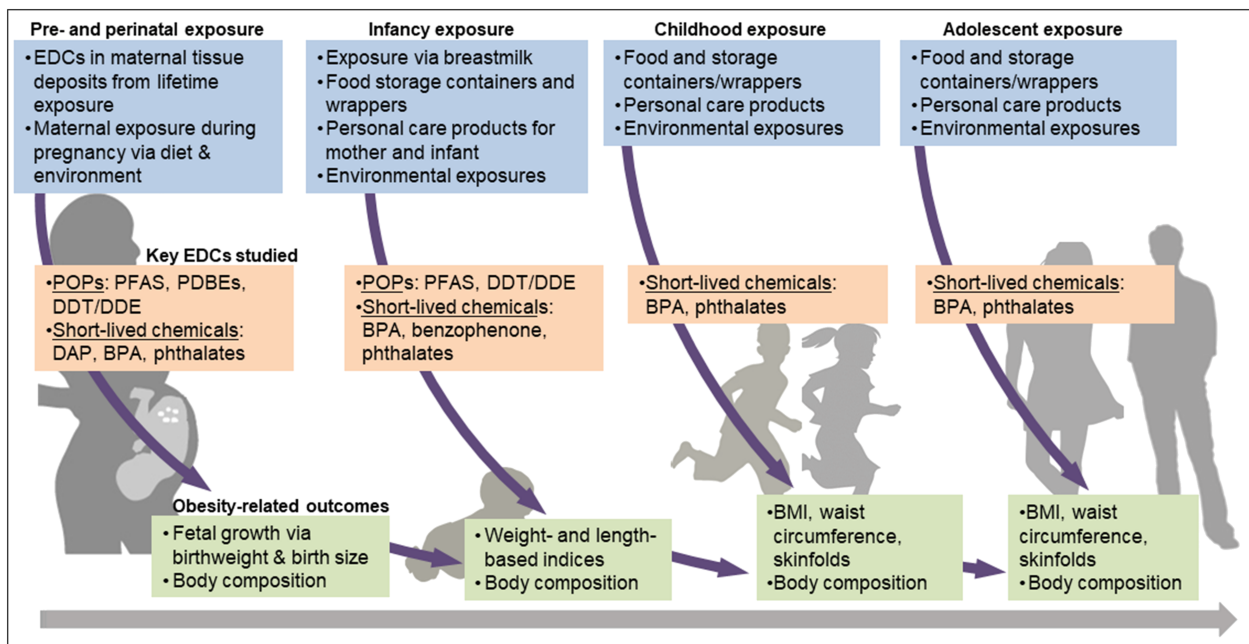 Pre- and perinatal exposure
• EDCs in maternal tissue
deposits from lifetime
exposure
• Maternal exposure during
pregnancy via diet &
environment
Infancy exposure
• Exposure via breastmilk
• Food storage containers and
wrappers
• Personal care products for
mother and infant
• Environmental exposures
Childhood exposure
• Food and storage
containers/wrappers
• Personal care products
• Environmental exposures
Adolescent exposure
• Food and storage
containers/wrappers
• Personal care products
• Environmental exposures
Key EDCs studied
• POPs: PFAS, PDBEs,
DDT/DDE
• Short-lived chemicals:
DAP, BPA, phthalates
• POPs: PFAS, DDT/DDE
• Short-lived chemicals:
BPA, benzophenone,
phthalates
• Short-lived chemicals:
BPA, phthalates
• Short-lived chemicals:
BPA, phthalates
Obesity-related outcomes
• Fetal growth via
birthweight & birth size
• Body composition
• Weight- and length-
based indices
• Body composition
• BMI, waist
circumference,
skinfolds
• Body composition
• BMI, waist
circumference,
skinfolds
• Body composition